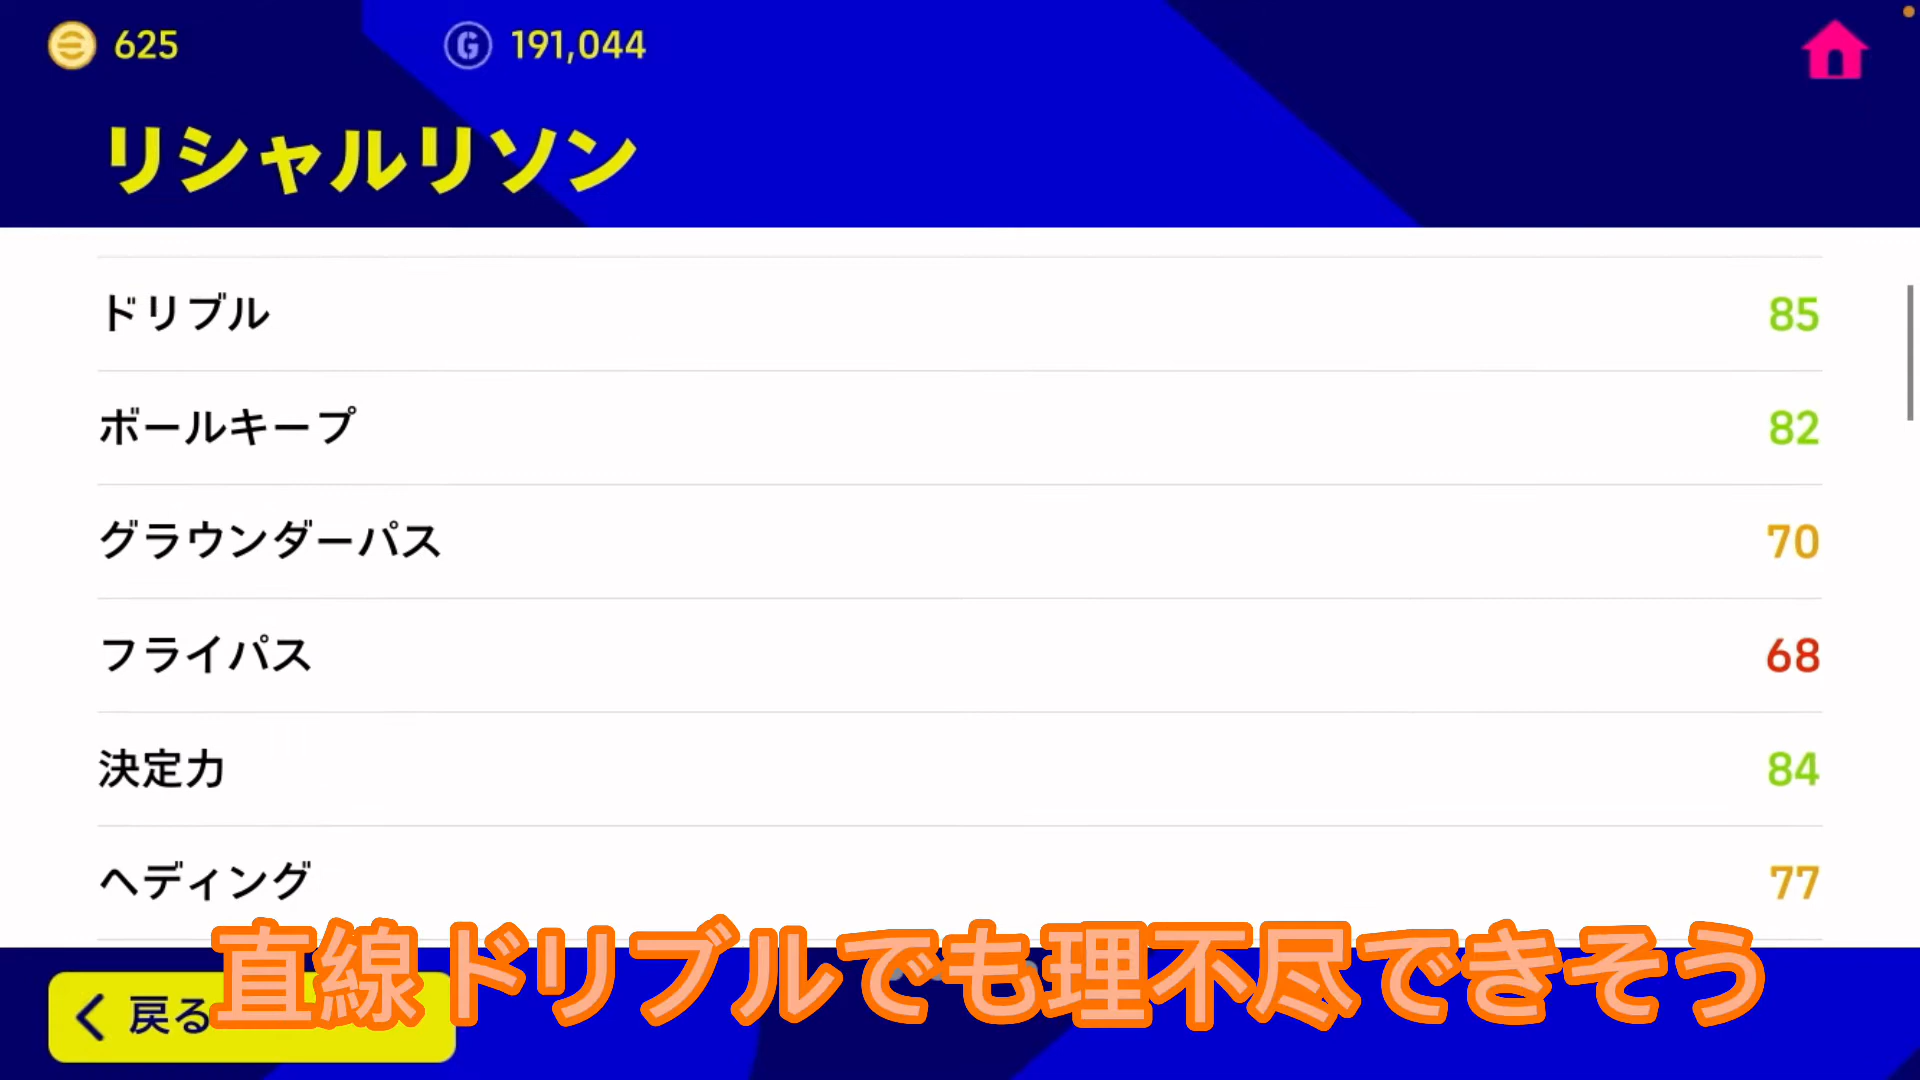 625
191,044
リシャルリソン
ドリブル 85
ボールキープ 82
グラウンダーパス 70
フライパス 68
決定力 84
ヘディング 77
直線ドリブルでも理不尽できそう
戻る